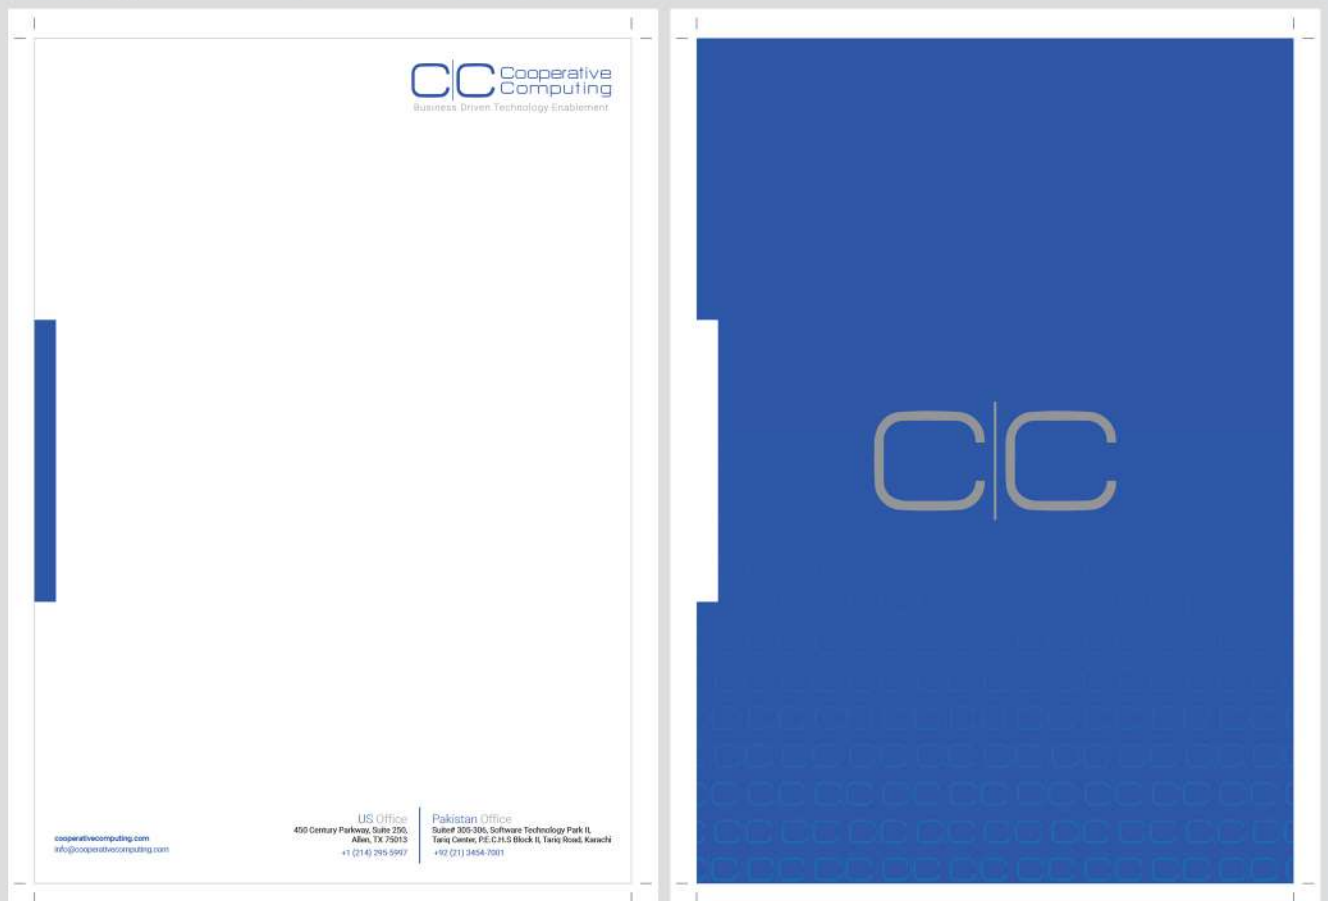 C|C Cooperative
Computing
Business Driven Technology Enablement
cooperativecomputing.com
info@cooperativecomputing.com
US Office
450 Century Parkway, Suite 250,
Allen, TX 75013
+1 (214) 295-5997
Pakistan Office
Suite# 305-306, Software Technology Park II,
Tariq Center, P.E.C.H.S Block II, Tariq Road, Karachi
+92 (21) 3454-7001
C|C